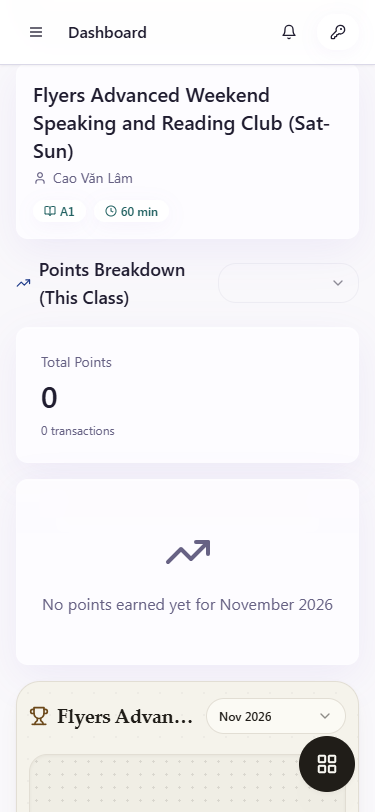 Dashboard
Flyers Advanced Weekend
Speaking and Reading Club (Sat-
Sun)
Cao Văn Lâm
A1
60 min
Points Breakdown
(This Class)
Total Points
0
0 transactions
No points earned yet for November 2026
Flyers Advan...
Nov 2026